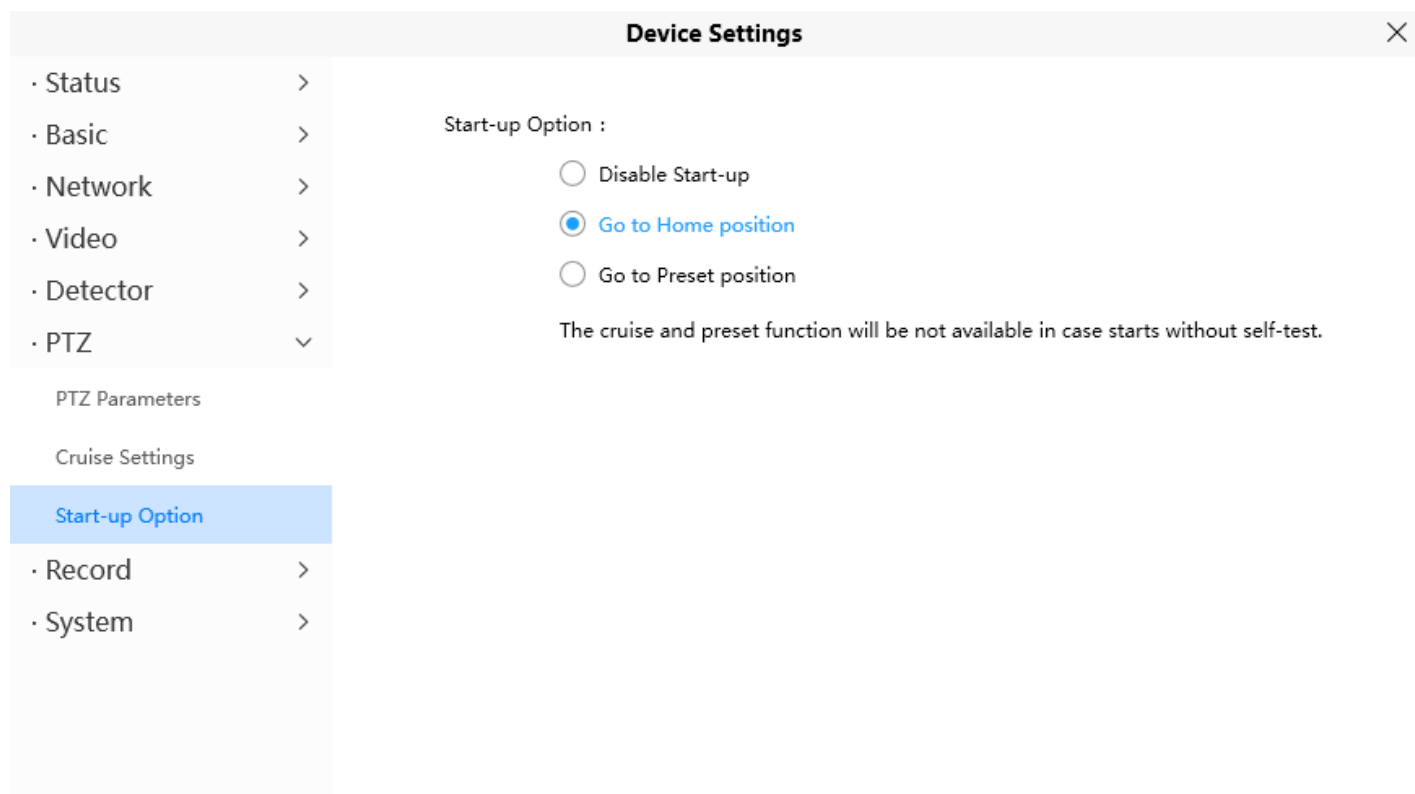 Device Settings
· Status
· Basic
· Network
· Video
· Detector
· PTZ
PTZ Parameters
Cruise Settings
Start-up Option
· Record
· System
Start-up Option :
Disable Start-up
Go to Home position
Go to Preset position
The cruise and preset function will be not available in case starts without self-test.